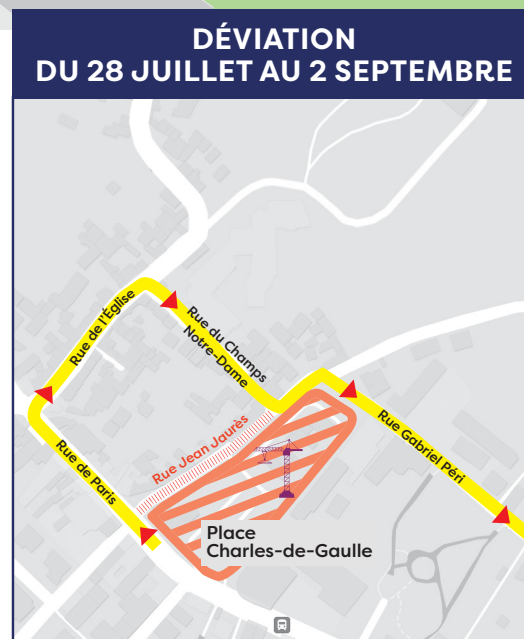 DÉVIATION
DU 28 JUILLET AU 2 SEPTEMBRE
Rue de l'Église
Rue du Champs
Notre-Dame
Rue Jean Jaurès
Rue de Paris
Rue Gabriel Péri
Place
Charles-de-Gaulle